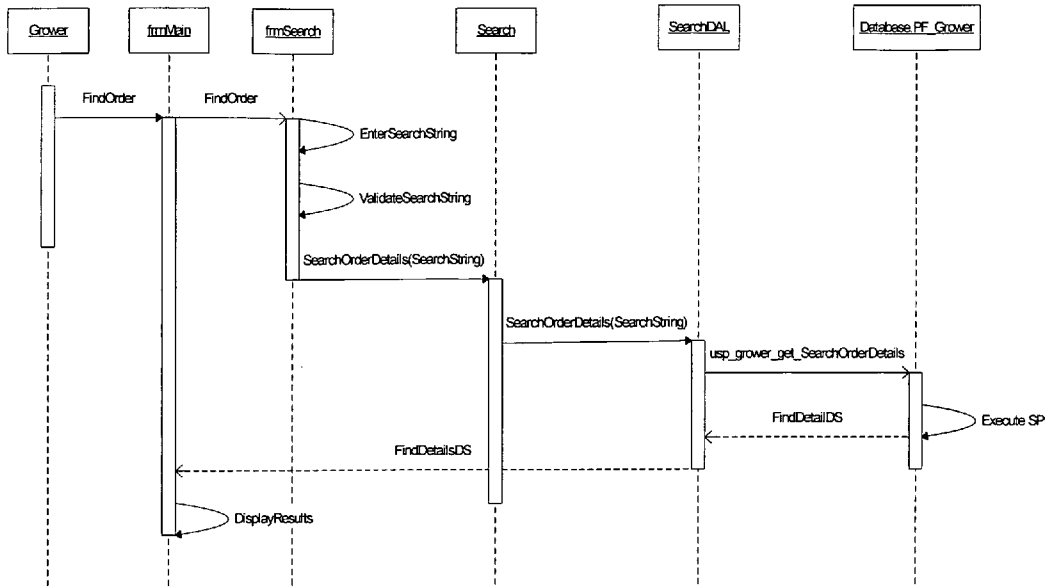 Grower
frmMain
frmSearch
Search
SearchDAL
Database.PF_Grower
FindOrder
FindOrder
EnterSearchString
ValidateSearchString
SearchOrderDetails(SearchString)
SearchOrderDetails(SearchString)
usp_grower_get_SearchOrderDetails
FindDetailDS
Execute SP
FindDetailsDS
DisplayResults